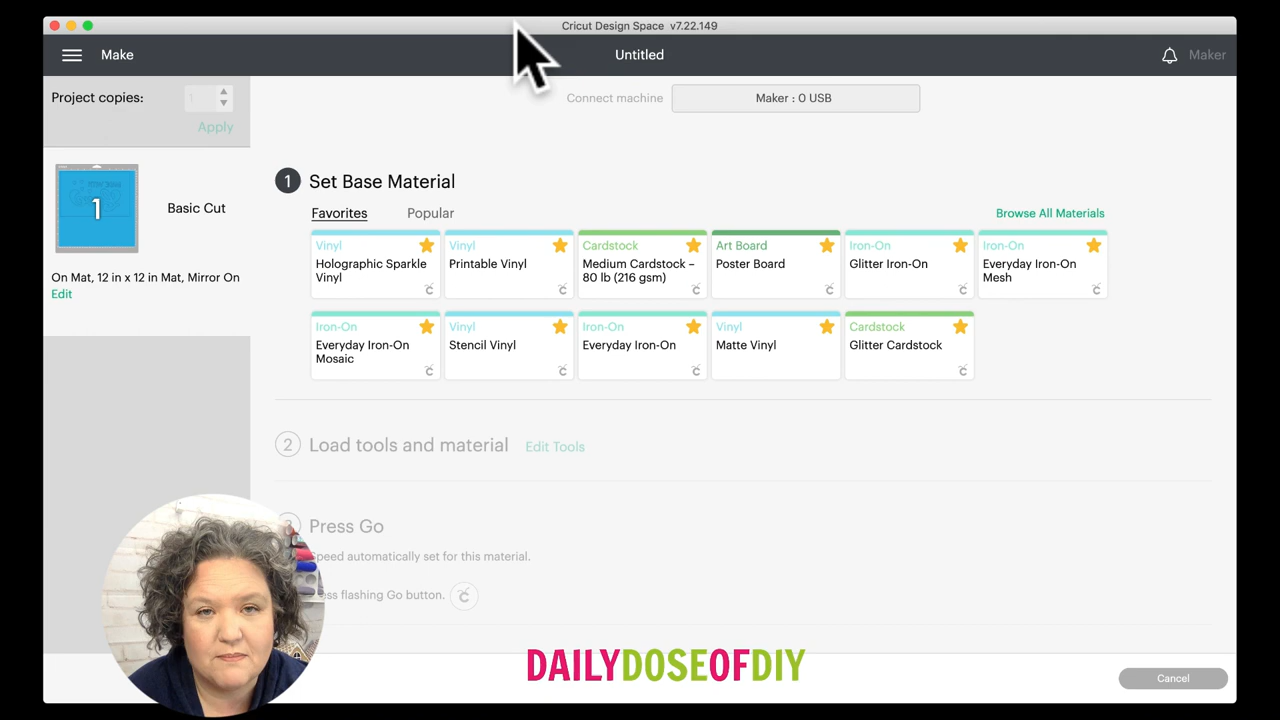 Cricut Design Space v7.22.149
Make
Untitled
Maker
Project copies:
1
Apply
Connect machine
Maker : 0 USB
1
Basic Cut
On Mat, 12 in x 12 in Mat, Mirror On
Edit
1 Set Base Material
Favorites Popular
Browse All Materials
Vinyl
Holographic Sparkle
Vinyl
Vinyl
Printable Vinyl
Cardstock
Medium Cardstock –
80 lb (216 gsm)
Art Board
Poster Board
Iron-On
Glitter Iron-On
Iron-On
Everyday Iron-On
Mesh
Iron-On
Everyday Iron-On
Mosaic
Vinyl
Stencil Vinyl
Iron-On
Everyday Iron-On
Vinyl
Matte Vinyl
Cardstock
Glitter Cardstock
2 Load tools and material Edit Tools
Press Go
automatically set for this material.
flashing Go button.
DAILYDOSEOFDIY
Cancel